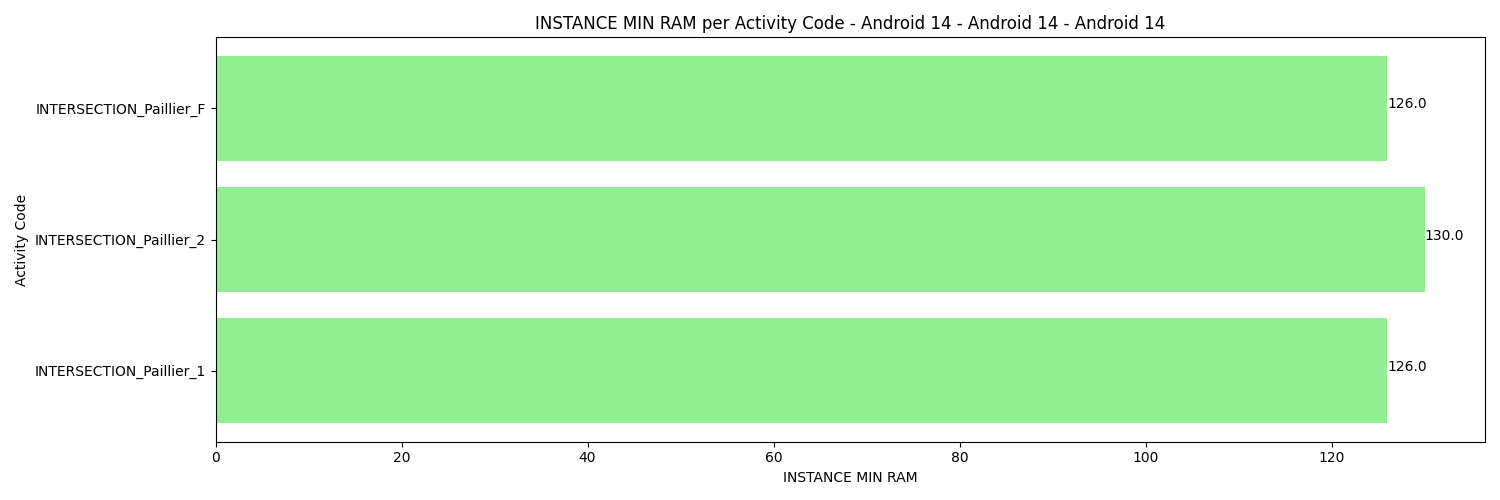 INSTANCE MIN RAM per Activity Code - Android 14 - Android 14 - Android 14
INTERSECTION_Paillier_F
126.0
INTERSECTION_Paillier_2
130.0
INTERSECTION_Paillier_1
126.0
Activity Code
0 20 40 60 80 100 120
INSTANCE MIN RAM